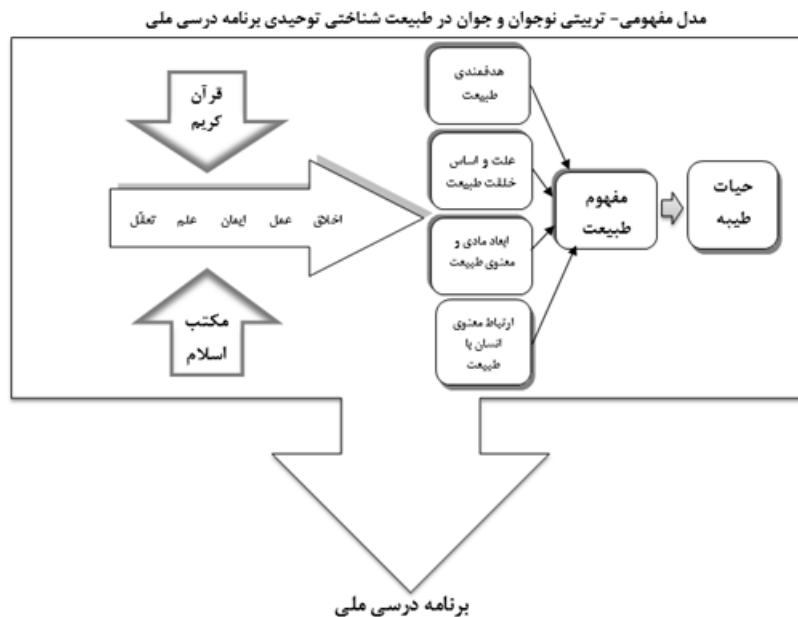 مدل مفهومی- تربیتی نوجوان و جوان در طبیعت شناختی توحیدی برنامه درسی ملی
قرآن
کریم
تعقّل علم ایمان عمل اخلاق
مکتب
اسلام
هدفمندی
طبیعت
علت و اساس
خلقت طبیعت
ابعاد مادی و
معنوی طبیعت
ارتباط معنوی
انسان با
طبیعت
مفهوم
طبیعت
حیات
طیبه
برنامه درسی ملی